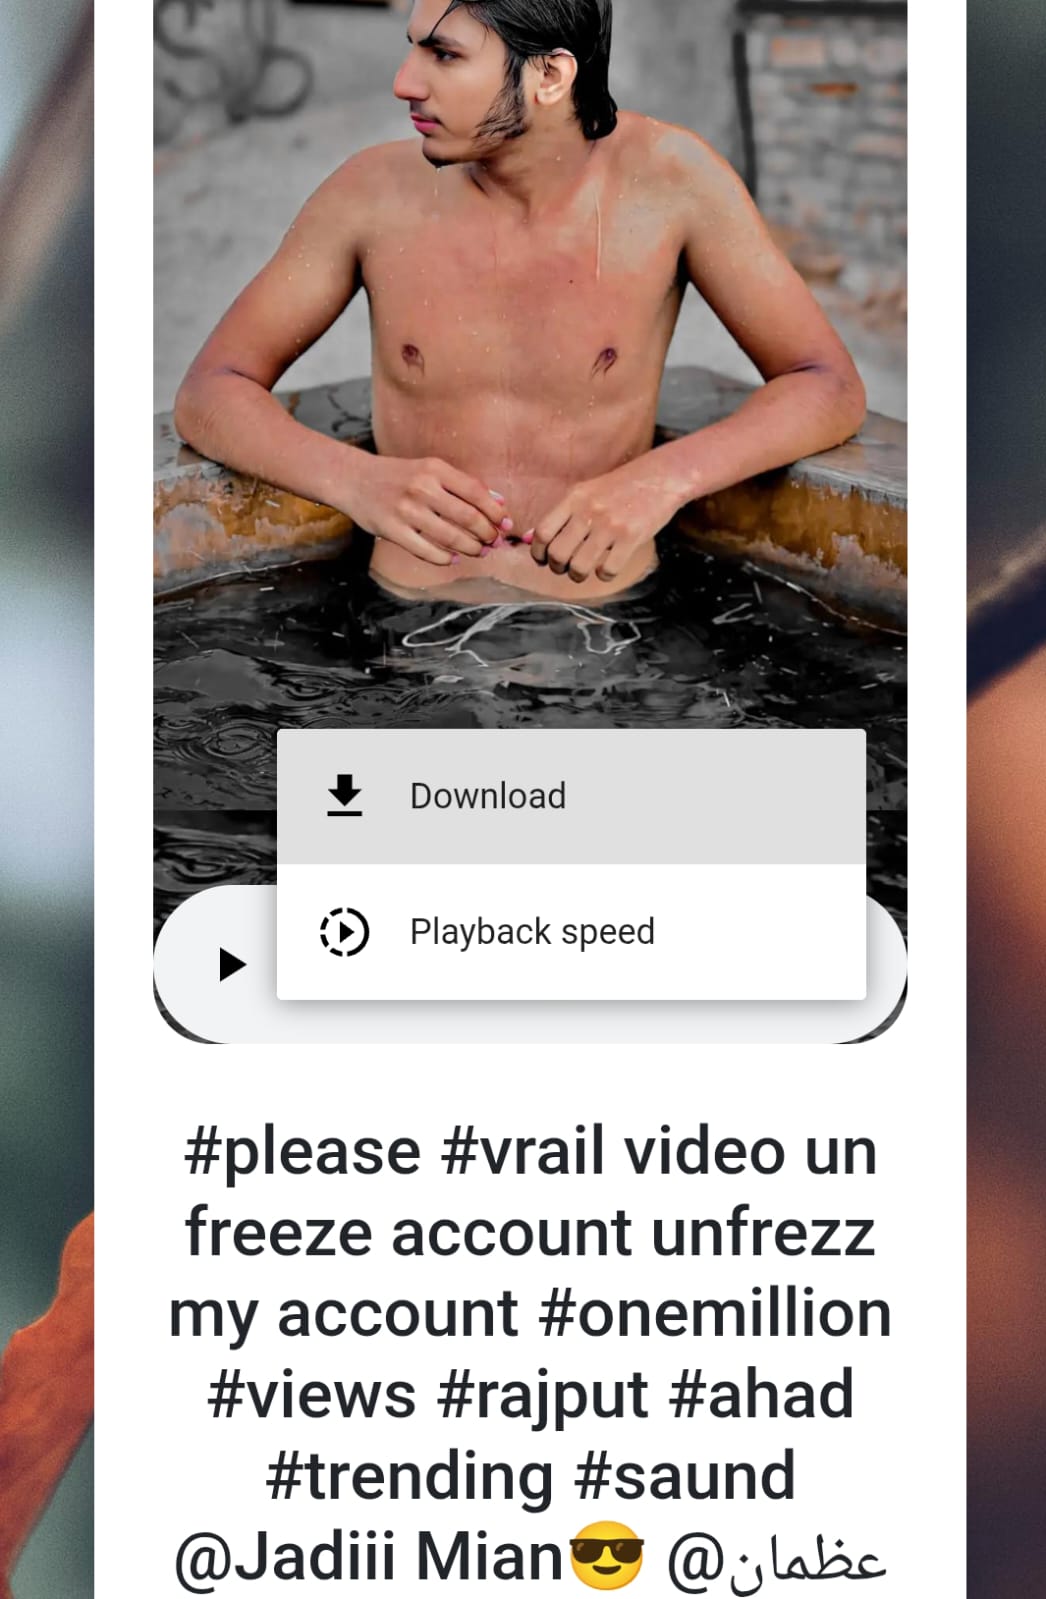 Download
Playback speed
#please #vrail video un
freeze account unfrezz
my account #onemillion
#views #rajput #ahad
#trending #saund
@Jadiii Mian😎 @عظمان